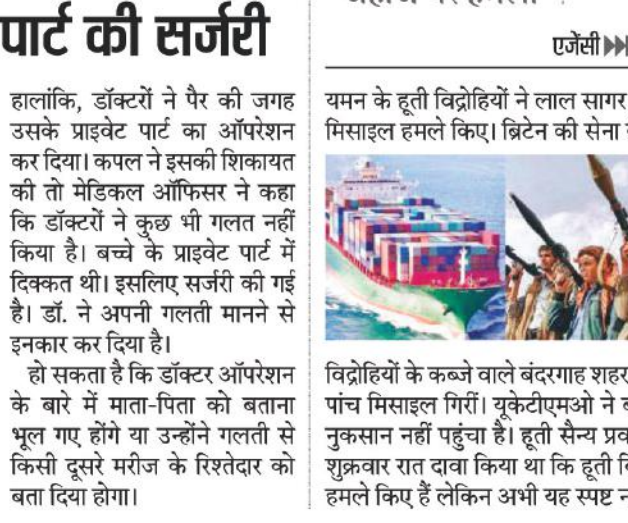 पार्ट की सर्जरी
हालांकि, डॉक्टरों ने पैर की जगह
उसके प्राइवेट पार्ट का ऑपरेशन
कर दिया। कपल ने इसकी शिकायत
की तो मेडिकल ऑफिसर ने कहा
कि डॉक्टरों ने कुछ भी गलत नहीं
किया है। बच्चे के प्राइवेट पार्ट में
दिक्कत थी। इसलिए सर्जरी की गई
है। डॉ. ने अपनी गलती मानने से
इनकार कर दिया है।
हो सकता है कि डॉक्टर ऑपरेशन
के बारे में माता-पिता को बताना
भूल गए होंगे या उन्होंने गलती से
किसी दूसरे मरीज के रिश्तेदार को
बता दिया होगा।
एजेंसी
यमन के हूती विद्रोहियों ने लाल सागर
मिसाइल हमले किए। ब्रिटेन की सेना
विद्रोहियों के कब्जे वाले बंदरगाह शहर
पांच मिसाइल गिरीं। यूकेटीएमओ ने
नुकसान नहीं पहुंचा है। हूती सैन्य
शुक्रवार रात दावा किया था कि हूती
हमले किए हैं लेकिन अभी यह स्पष्ट